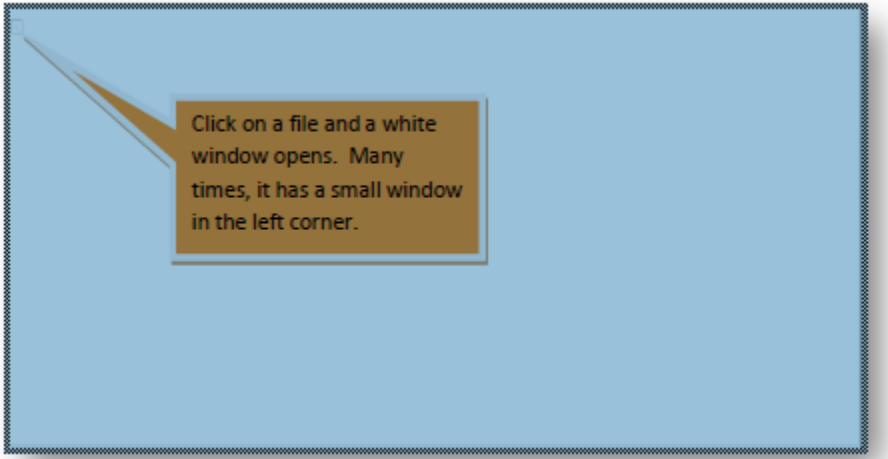 Click on a file and a white
window opens.  Many
times, it has a small window
in the left corner.